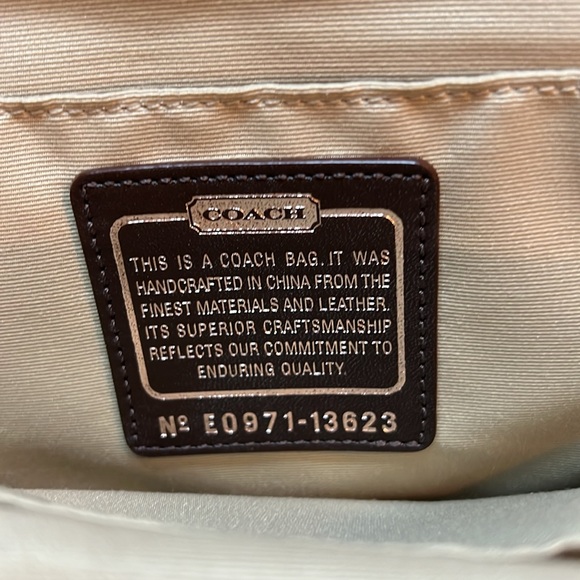 COACH
THIS IS A COACH BAG. IT WAS
HANDCRAFTED IN CHINA FROM THE
FINEST MATERIALS AND LEATHER.
ITS SUPERIOR CRAFTSMANSHIP
REFLECTS OUR COMMITMENT TO
ENDURING QUALITY.
Nº E0971-13623